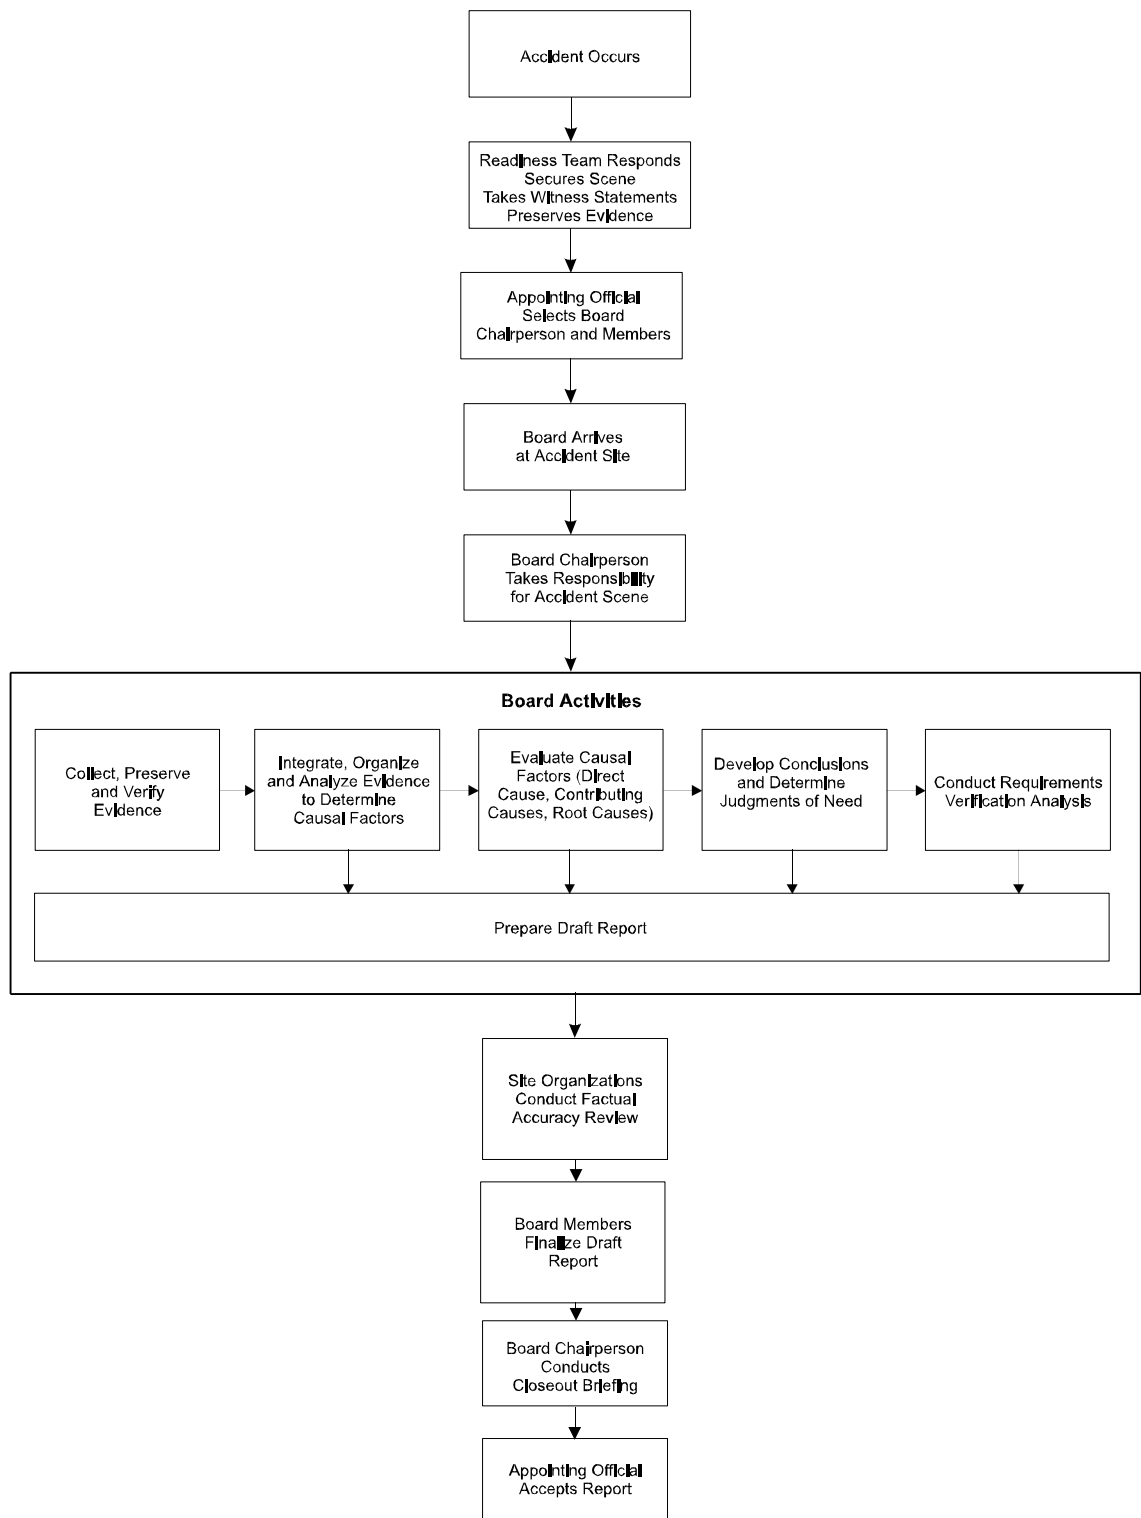 Accident Occurs
Readiness Team Responds
Secures Scene
Takes Witness Statements
Preserves Evidence
Appointing Official
Selects Board
Chairperson and Members
Board Arrives
at Accident Site
Board Chairperson
Takes Responsibility
for Accident Scene
Board Activities
Collect, Preserve
and Verify
Evidence
Integrate, Organize
and Analyze Evidence
to Determine
Causal Factors
Evaluate Causal
Factors (Direct
Cause, Contributing
Causes, Root Causes)
Develop Conclusions
and Determine
Judgments of Need
Conduct Requirements
Verification Analysis
Prepare Draft Report
Site Organizations
Conduct Factual
Accuracy Review
Board Members
Finalize Draft
Report
Board Chairperson
Conducts
Closeout Briefing
Appointing Official
Accepts Report